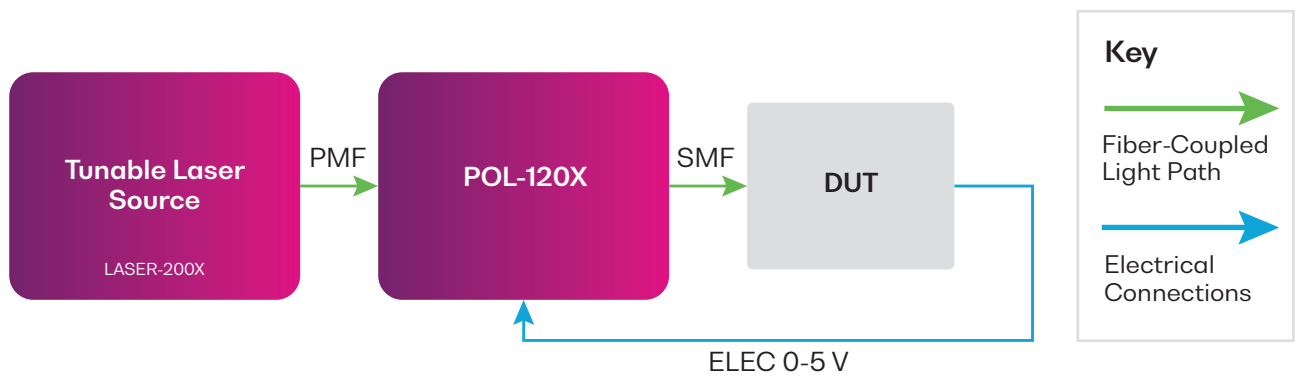 Tunable Laser
Source
LASER-200X
PMF
POL-120X
SMF
DUT
ELEC 0-5 V
Key
Fiber-Coupled
Light Path
Electrical
Connections